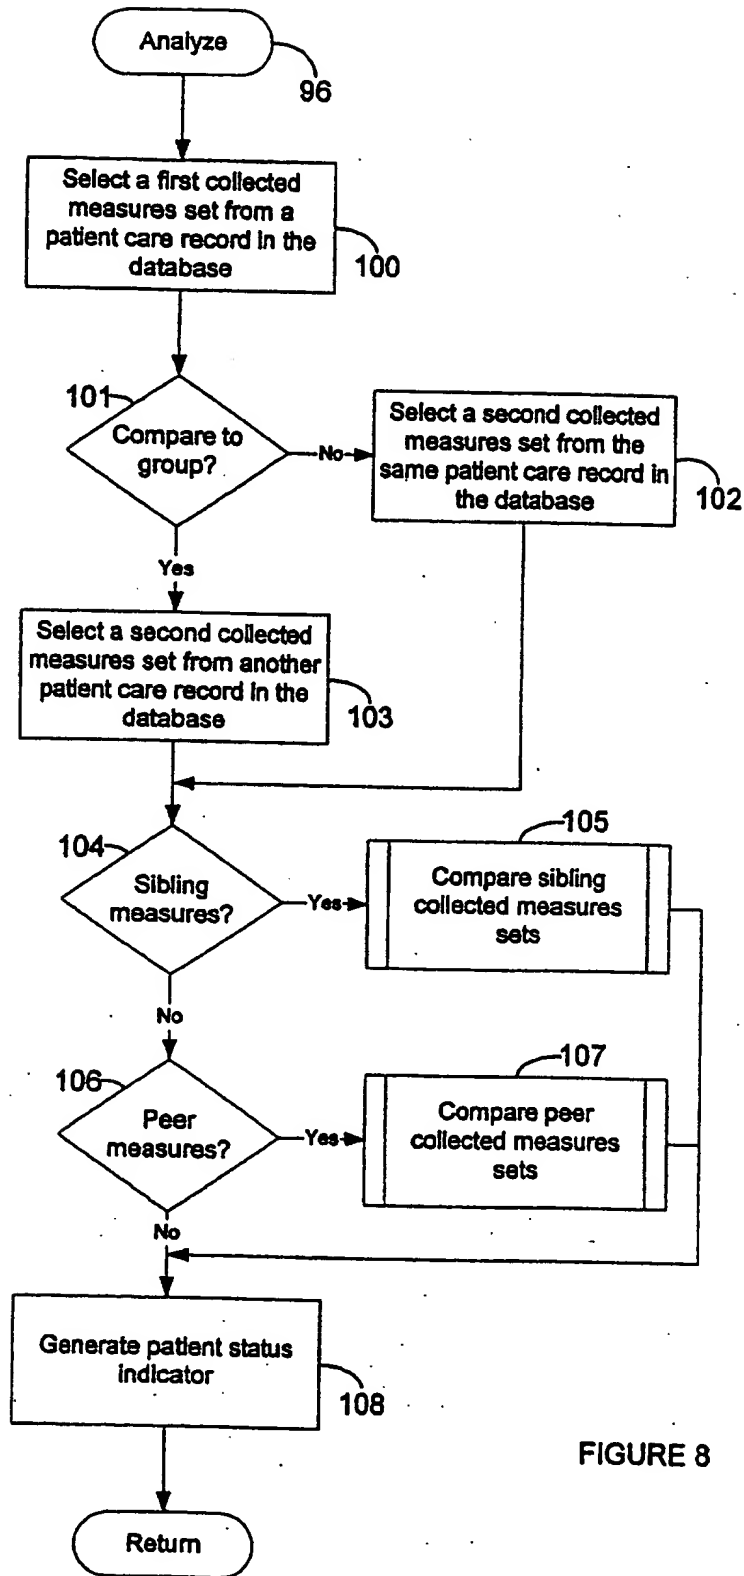 Analyze
96
Select a first collected
measures set from a
patient care record in the
database
100
101
Compare to
group?
No
Select a second collected
measures set from the
same patient care record in
the database
102
Yes
Select a second collected
measures set from another
patient care record in the
database
103
104
Sibling
measures?
Yes
105
Compare sibling
collected measures
sets
No
106
Peer
measures?
Yes
107
Compare peer
collected measures
sets
No
Generate patient status
indicator
108
FIGURE 8
Return